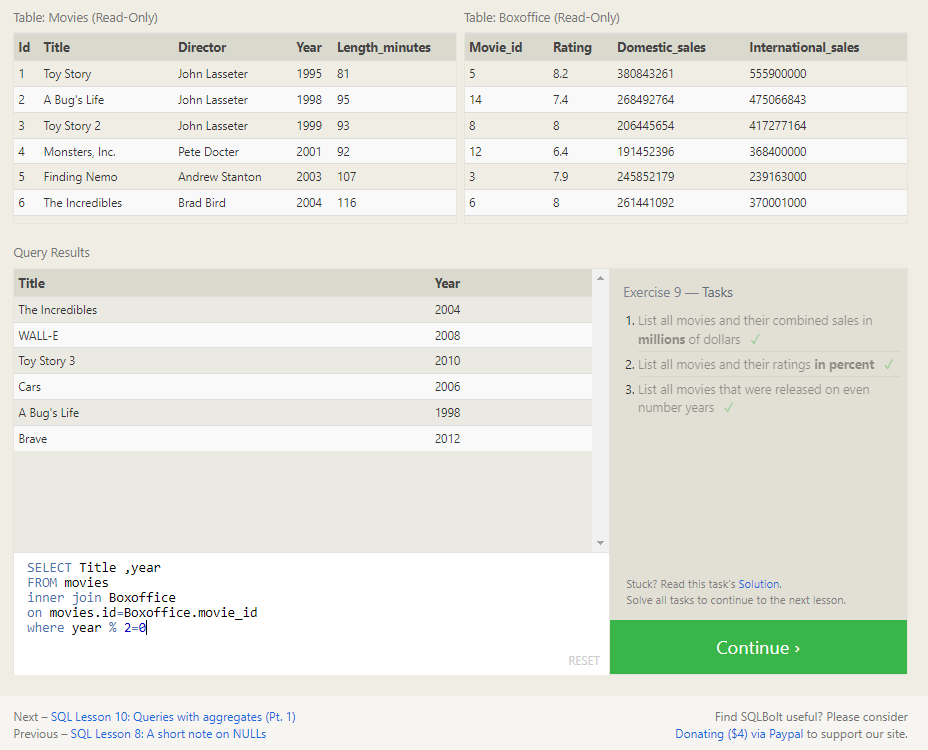 Table: Movies (Read-Only)
Id Title Director Year Length_minutes
1 Toy Story John Lasseter 1995 81
2 A Bug's Life John Lasseter 1998 95
3 Toy Story 2 John Lasseter 1999 93
4 Monsters, Inc. Pete Docter 2001 92
5 Finding Nemo Andrew Stanton 2003 107
6 The Incredibles Brad Bird 2004 116
Table: Boxoffice (Read-Only)
Movie_id Rating Domestic_sales International_sales
5 8.2 380843261 555900000
14 7.4 268492764 475066843
8 8 206445654 417277164
12 6.4 191452396 368400000
3 7.9 245852179 239163000
6 8 261441092 370001000
Query Results
Title Year
The Incredibles 2004
WALL-E 2008
Toy Story 3 2010
Cars 2006
A Bug's Life 1998
Brave 2012
SELECT Title ,year
FROM movies
inner join Boxoffice
on movies.id=Boxoffice.movie_id
where year % 2=0
RESET
Exercise 9 — Tasks
1. List all movies and their combined sales in
millions of dollars ✓
2. List all movies and their ratings in percent ✓
3. List all movies that were released on even
number years ✓
Stuck? Read this task's Solution.
Solve all tasks to continue to the next lesson.
Continue ›
Next – SQL Lesson 10: Queries with aggregates (Pt. 1)
Previous – SQL Lesson 8: A short note on NULLs
Find SQLBolt useful? Please consider
Donating ($4) via Paypal to support our site.